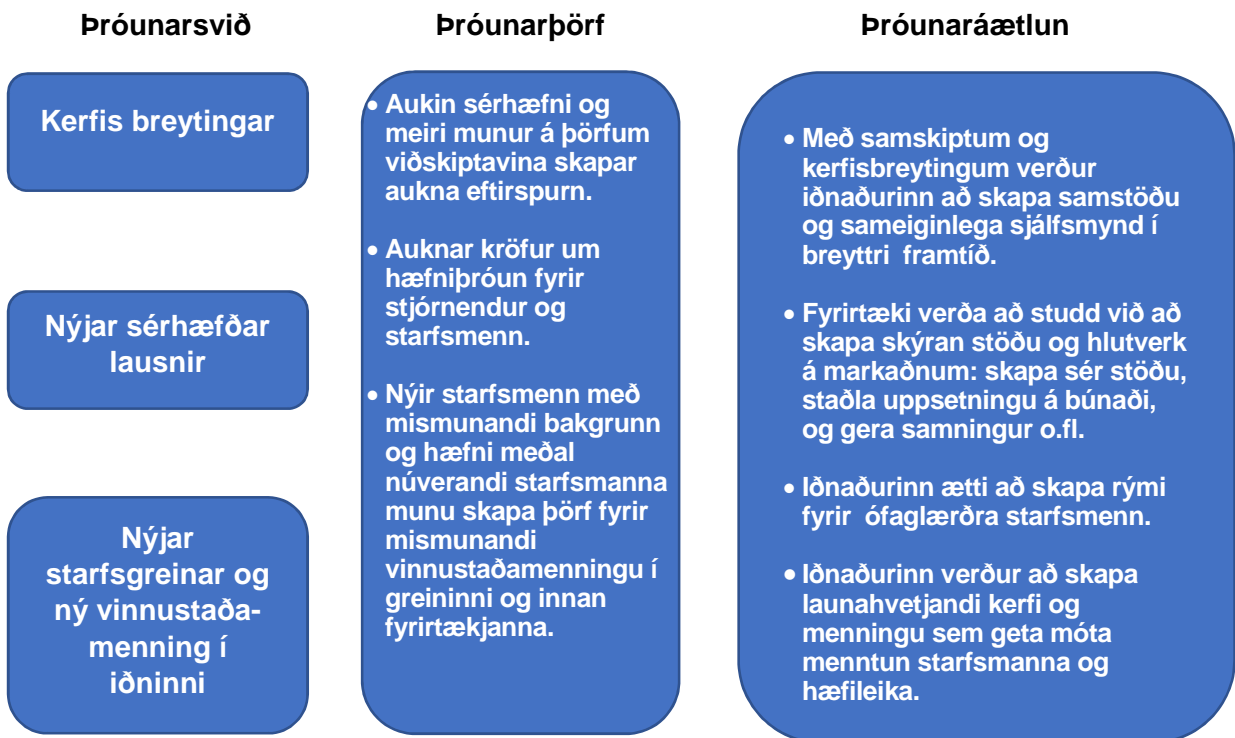 Þróunarsvið
Kerfis breytingar
Nýjar sérhæfðar
lausnir
Nýjar
starfsgreinar og
ný vinnustaða-
menning í
iðninni
Þróunarþörf
• Aukin sérhæfni og
meiri munur á þörfum
viðskiptavina skapar
aukna eftirspurn.
• Auknar kröfur um
hæfniþróun fyrir
stjórnendur og
starfsmenn.
• Nýir starfsmenn með
mismunandi bakgrunn
og hæfni meðal
núverandi starfsmanna
munu skapa þörf fyrir
mismunandi
vinnustaðamenningu í
greininni og innan
fyrirtækjanna.
Þróunaráætlun
• Með samskiptum og
kerfisbreytingum verður
iðnaðurinn að skapa samstöðu
og sameiginlega sjálfsmynd í
breyttri framtíð.
• Fyrirtæki verða að studd við að
skapa skýran stöðu og hlutverk
á markaðnum: skapa sér stöðu,
staðla uppsetningu á búnaði,
og gera samningur o.fl.
• Iðnaðurinn ætti að skapa rými
fyrir ófaglærðra starfsmenn.
• Iðnaðurinn verður að skapa
launahvetjandi kerfi og
menningu sem geta móta
menntun starfsmanna og
hæfileika.